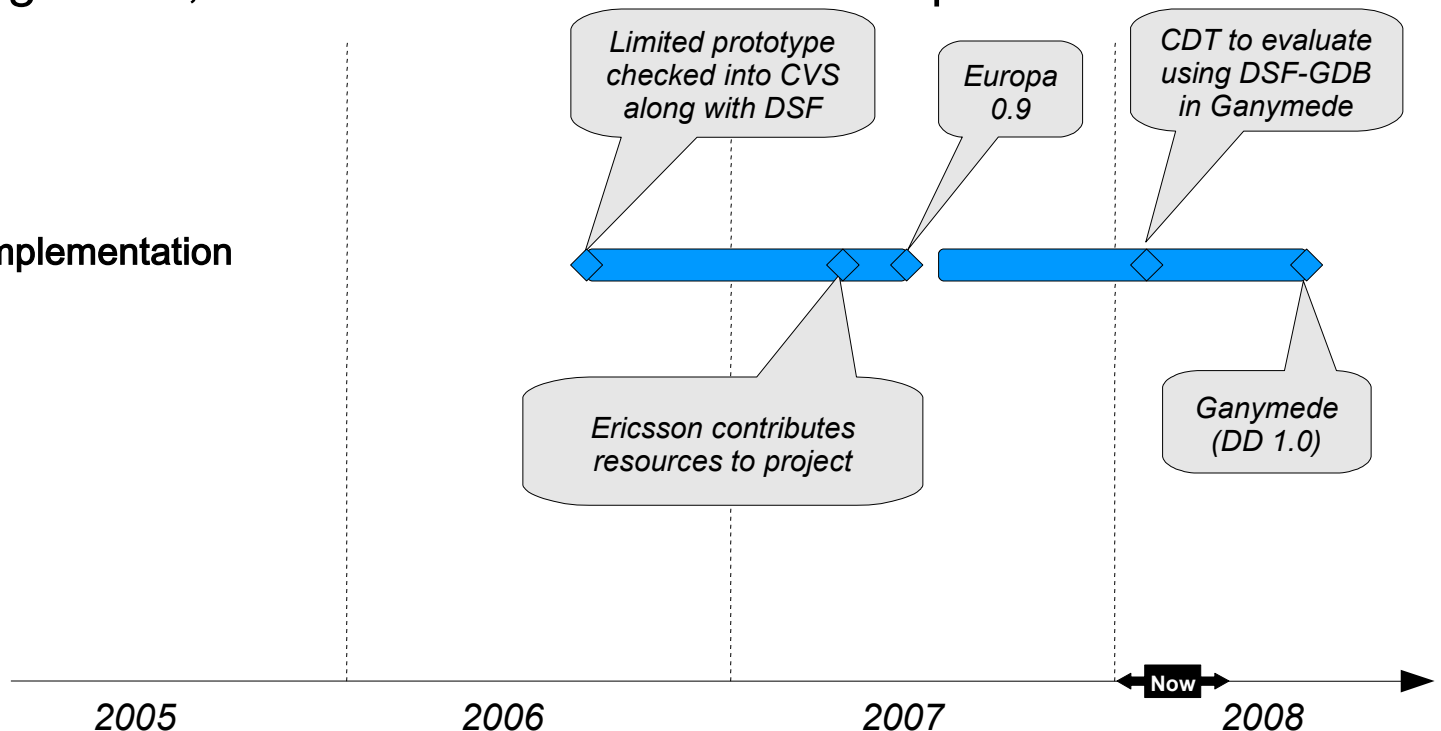 Limited prototype
checked into CVS
along with DSF
Europa
0.9
CDT to evaluate
using DSF-GDB
in Ganymede
mplementation
Ericsson contributes
resources to project
Ganymede
(DD 1.0)
Now
2005
2006
2007
2008